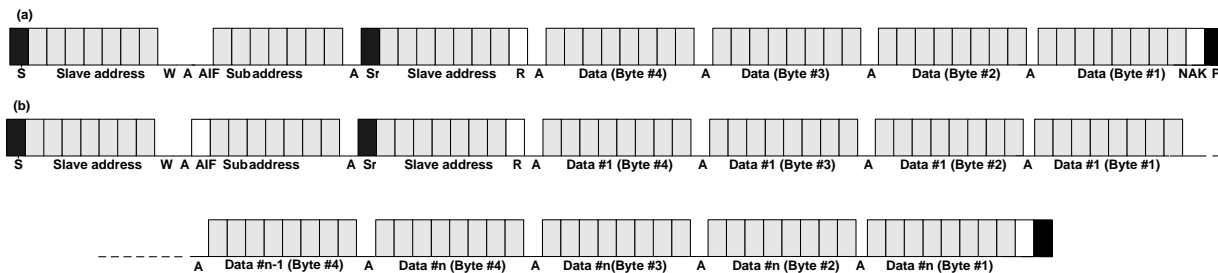 (a)
S Slave address W A AIF Subaddress A Sr Slave address R A Data (Byte #4) A Data (Byte #3) A Data (Byte #2) A Data (Byte #1) NAK P
(b)
S Slave address W A AIF Subaddress A Sr Slave address R A Data #1 (Byte #4) A Data #1 (Byte #3) A Data #1 (Byte #2) A Data #1 (Byte #1)
A Data #n-1 (Byte #4) A Data #n (Byte #4) A Data #n(Byte #3) A Data #n (Byte #2) A Data #n (Byte #1)